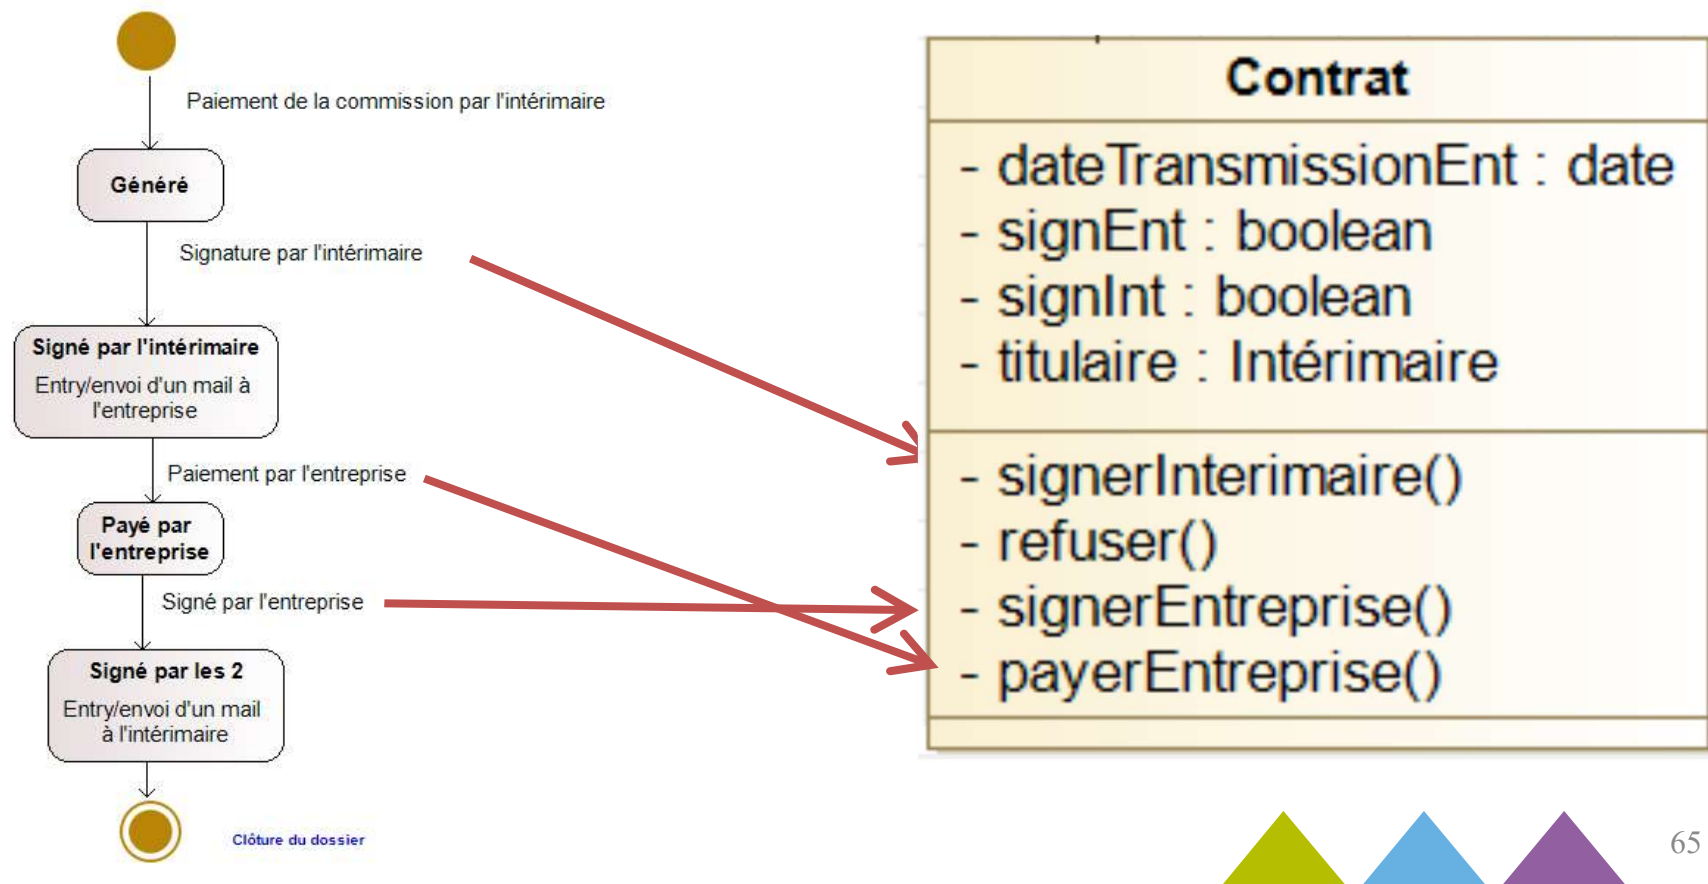 Paiement de la commission par l'intérimaire
Généré
Signature par l'intérimaire
Signé par l'intérimaire
Entry/envoi d'un mail à
l'entreprise
Paiement par l'entreprise
Payé par
l'entreprise
Signé par l'entreprise
Signé par les 2
Entry/envoi d'un mail
à l'intérimaire
Clôture du dossier
Contrat
- dateTransmissionEnt : date
- signEnt : boolean
- signInt : boolean
- titulaire : Intérimaire
- signerInterimaire()
- refuser()
- signerEntreprise()
- payerEntreprise()
65